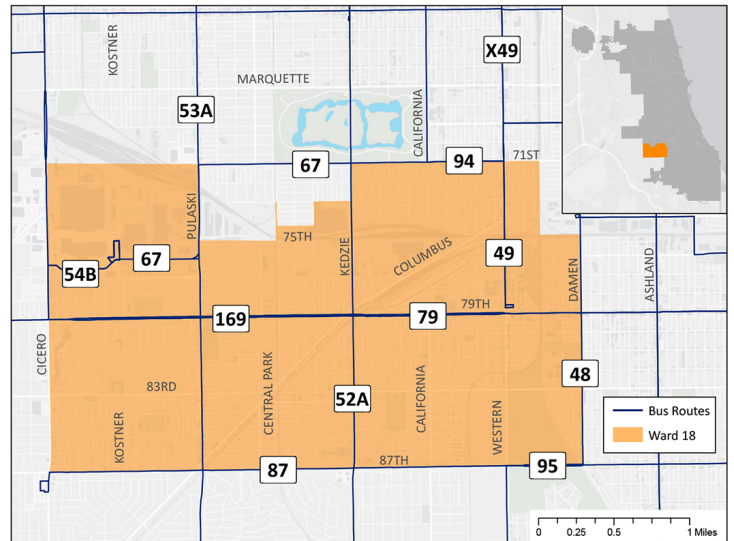 KOSTNER
X49
MARQUETTE
53A
CALIFORNIA
67
94
71ST
PULASKI
75TH
KEDZIE
COLUMBUS
49
67
54B
DAMEN
ASHLAND
79TH
169
79
CICERO
CENTRAL PARK
83RD
CALIFORNIA
48
52A
KOSTNER
WESTERN
Bus Routes
Ward 18
87TH
87
95
0 0.25 0.5 1 Miles